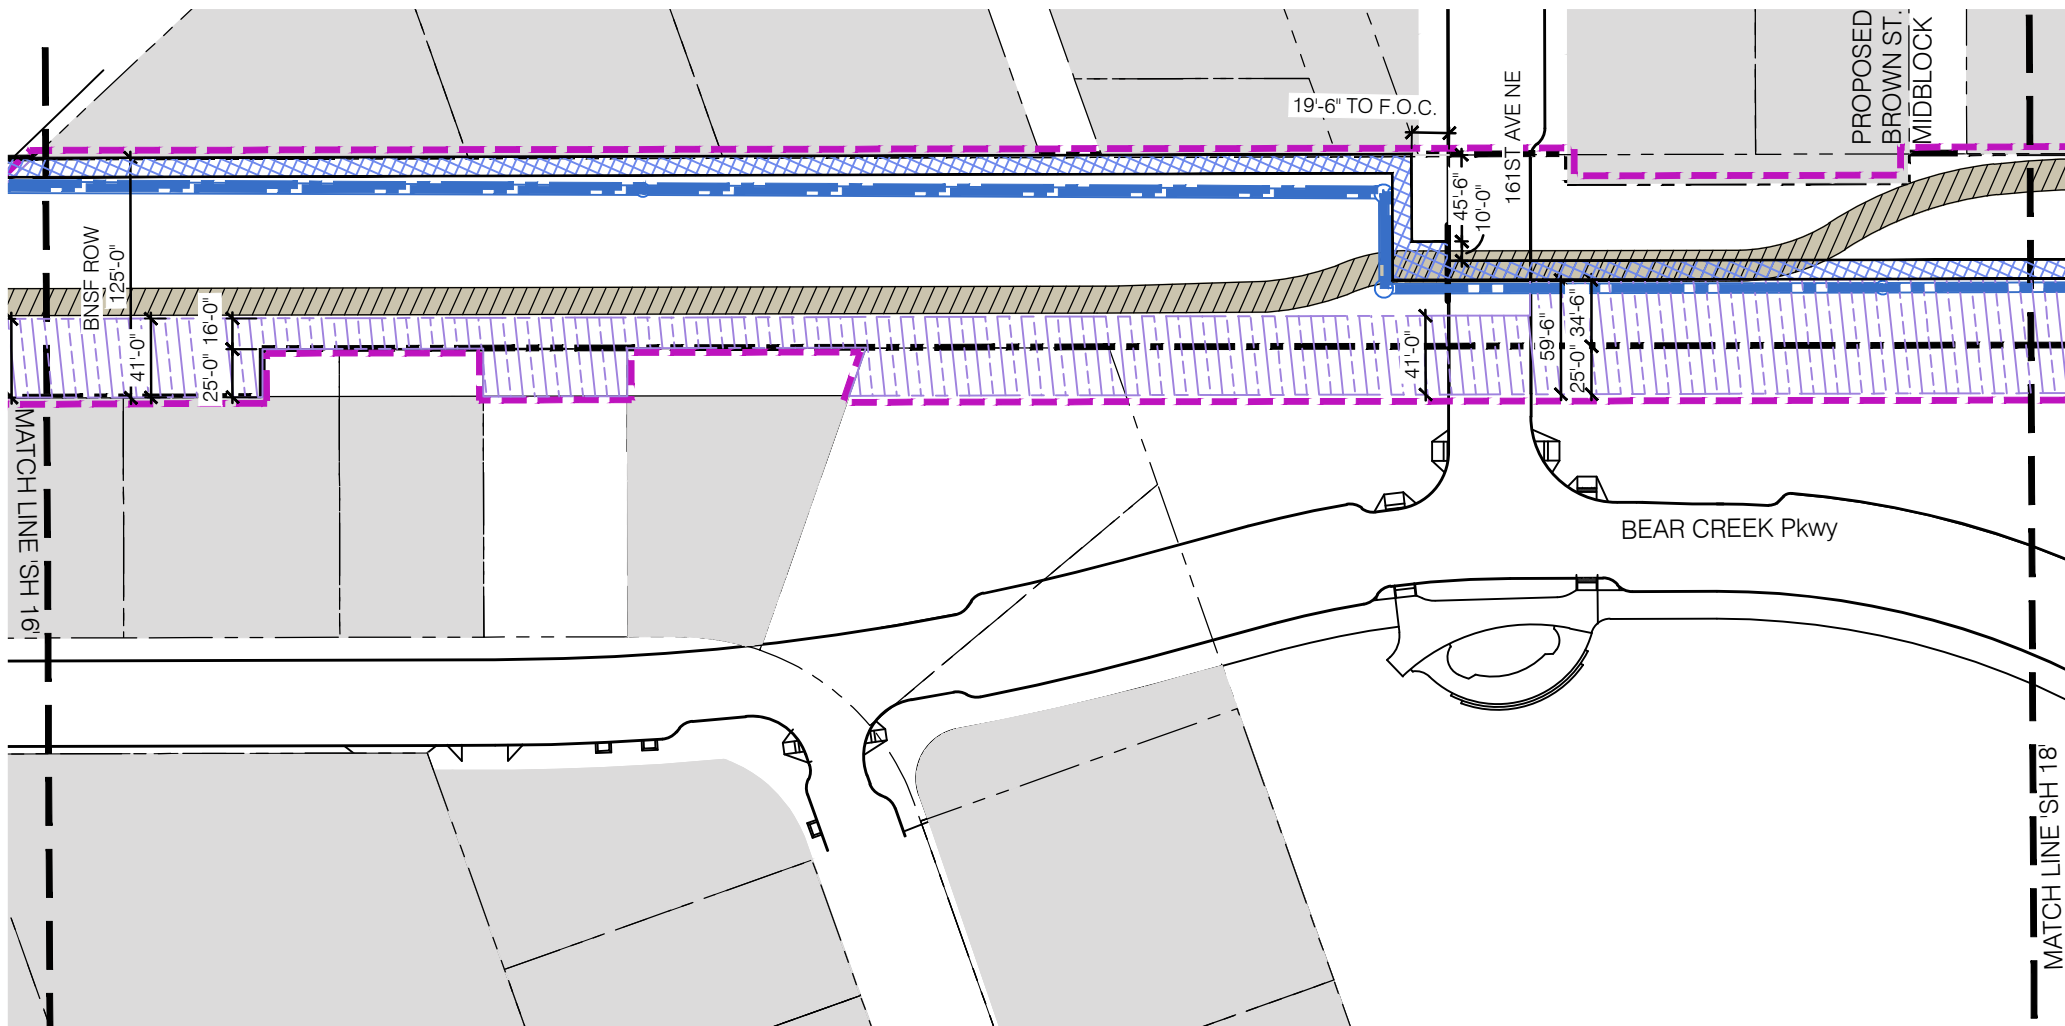 19'-6" TO F.O.C.
161ST AVE NE
PROPOSED
BROWN ST.
MIDBLOCK
45'-6"
10'-0"
BNSF ROW
125'-0"
41'-0"
25'-0"
16'-0"
41'-0"
59'-6"
25'-0"
34'-6"
MATCH LINE 'SH 16'
BEAR CREEK Pkwy
MATCH LINE 'SH 18'